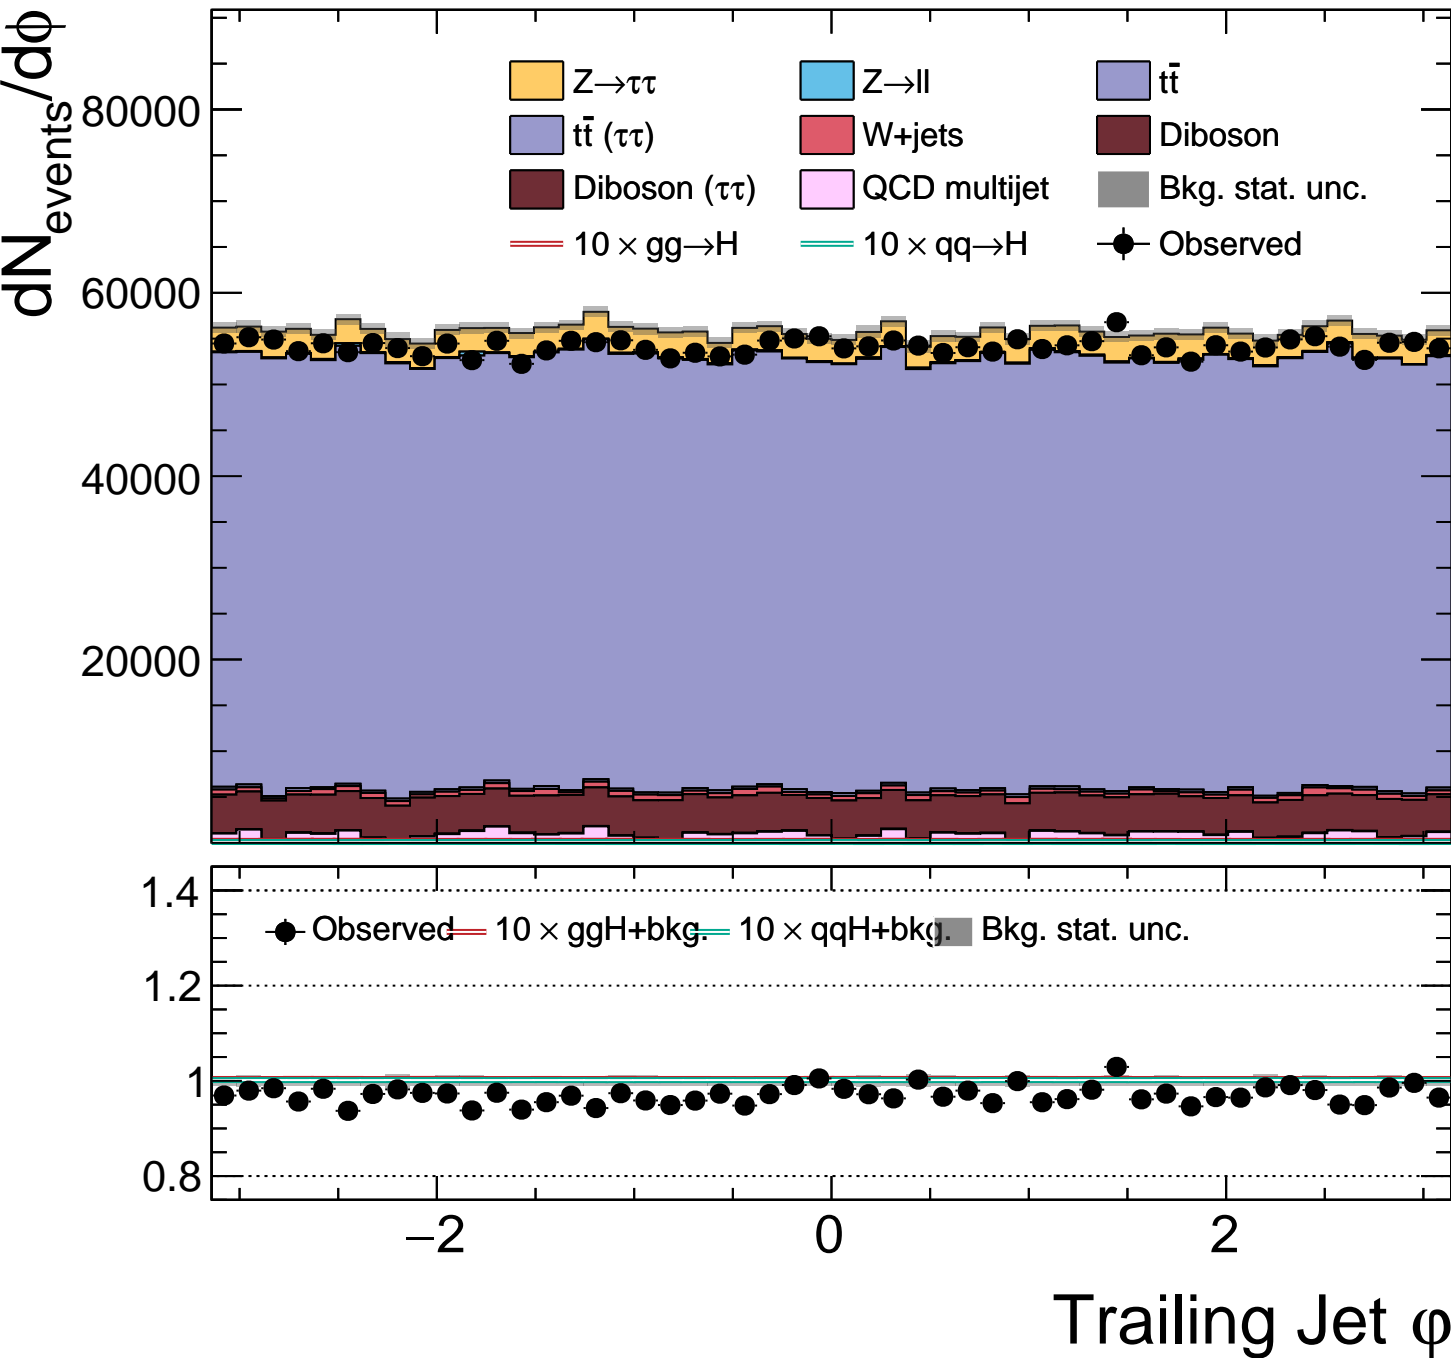 dN_events/dϕ
80000
60000
40000
20000
Z→ττ Z→ll tt̄
tt̄ (ττ) W+jets Diboson
Diboson (ττ) QCD multijet Bkg. stat. unc.
10 × gg→H 10 × qq→H Observed
1.4
1.2
1
0.8
Observed 10 × ggH+bkg. 10 × qqH+bkg. Bkg. stat. unc.
−2 0 2
Trailing Jet φ